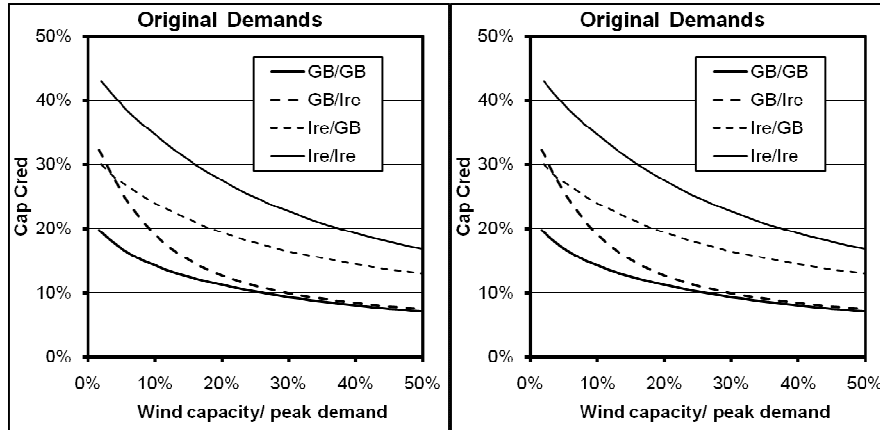 Original Demands
50%
40%
30%
20%
10%
0%
Cap Cred
GB/GB
GB/Ire
Ire/GB
Ire/Ire
0% 10% 20% 30% 40% 50%
Wind capacity/ peak demand
Original Demands
50%
40%
30%
20%
10%
0%
Cap Cred
GB/GB
GB/Ire
Ire/GB
Ire/Ire
0% 10% 20% 30% 40% 50%
Wind capacity/ peak demand